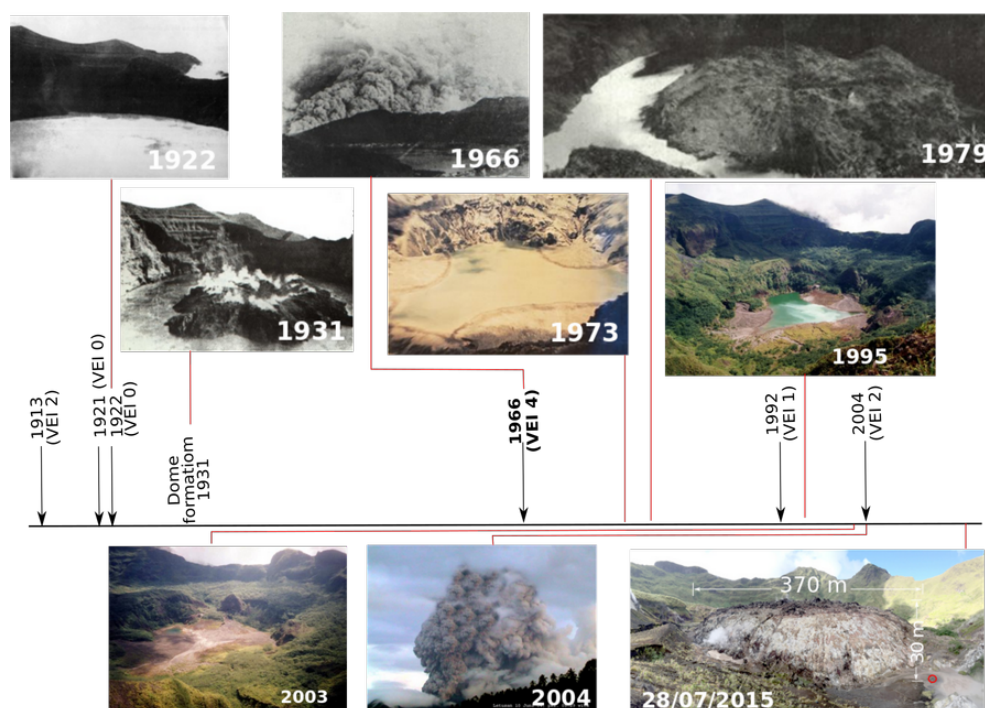 1922
1966
1979
1931
1973
1995
1913
(VEI 2)
1921 (VEI 0)
1922
(VEI 0)
Dome
formatiom
1931
1966
(VEI 4)
1992
(VEI 1)
2004
(VEI 2)
2003
2004
370 m
30 m
28/07/2015